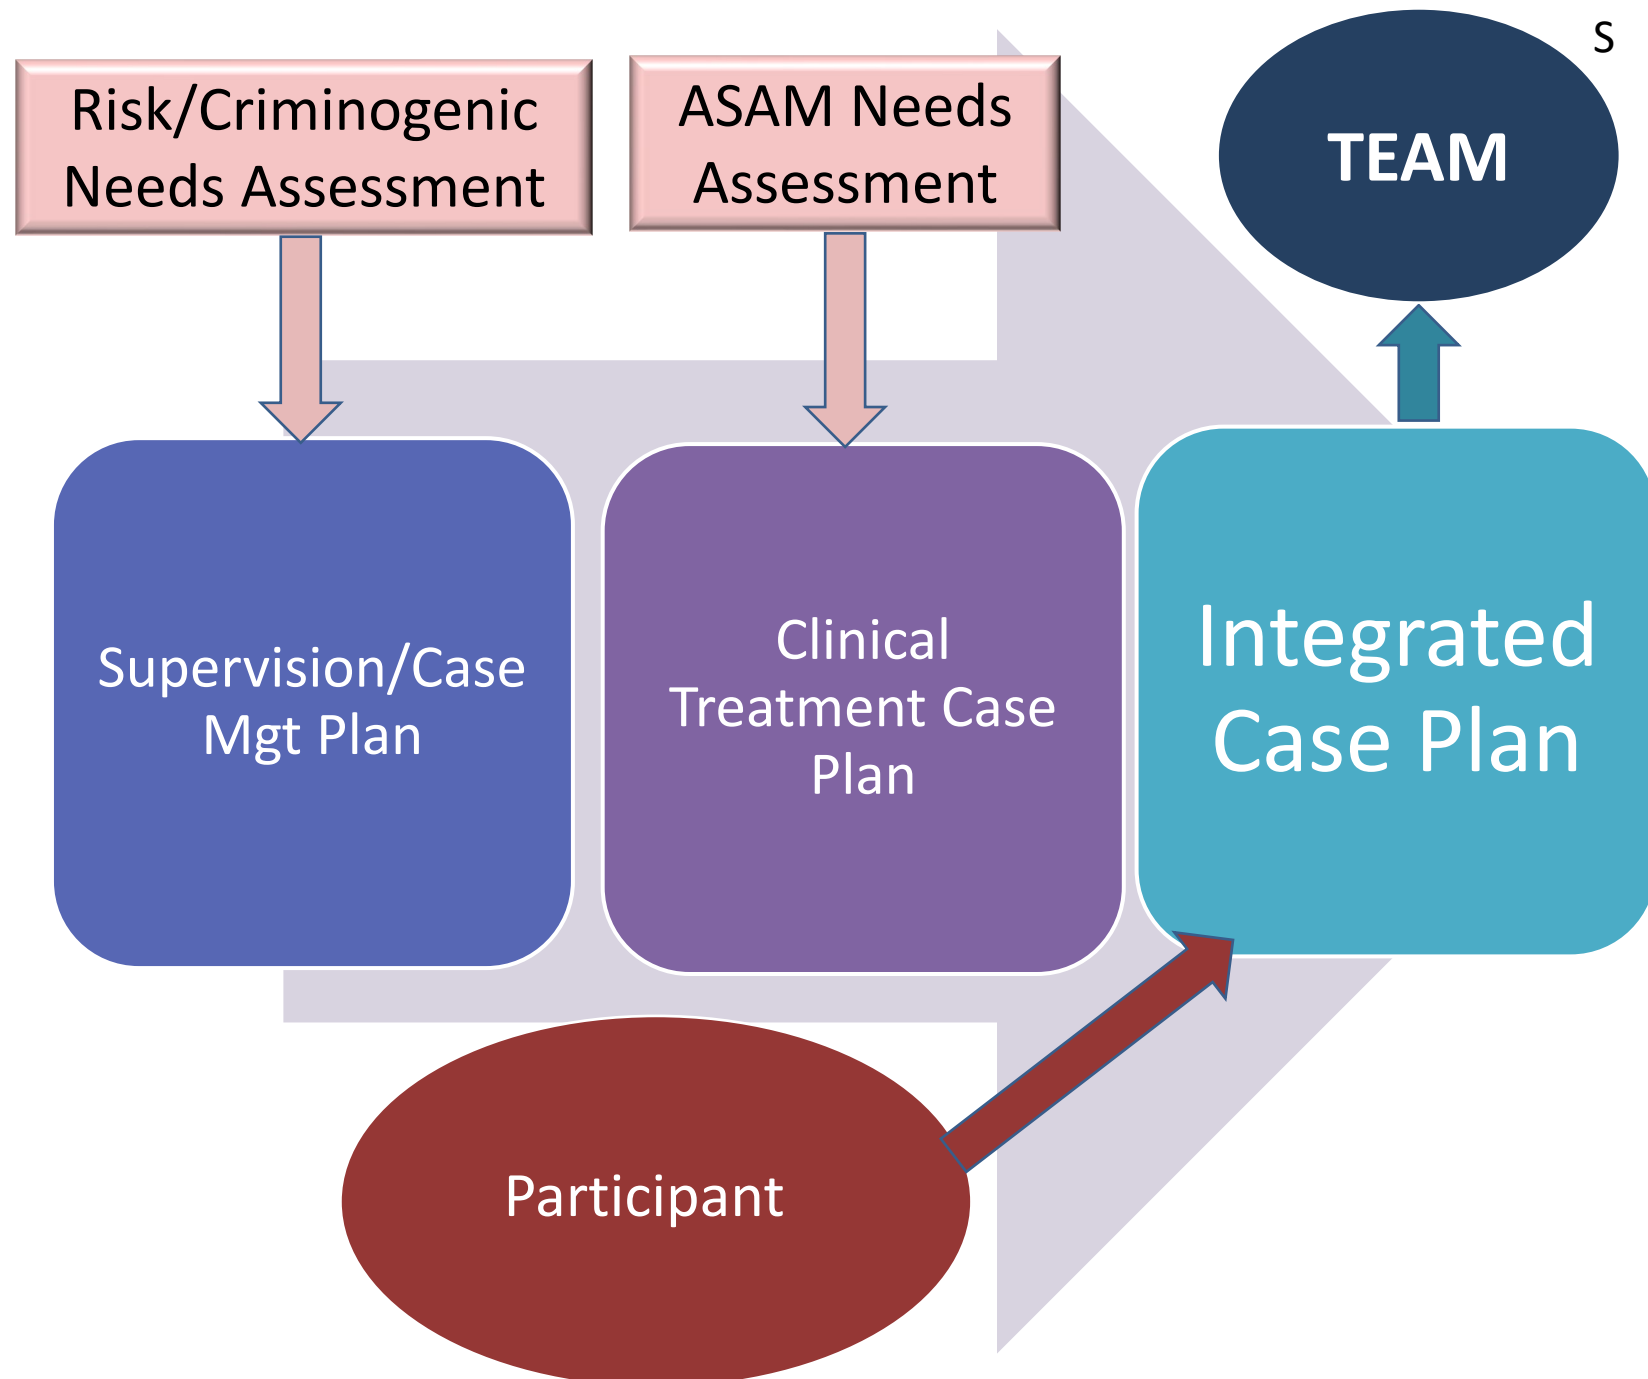 Risk/Criminogenic
Needs Assessment
ASAM Needs
Assessment
TEAM
S
Supervision/Case
Mgt Plan
Clinical
Treatment Case
Plan
Integrated
Case Plan
Participant